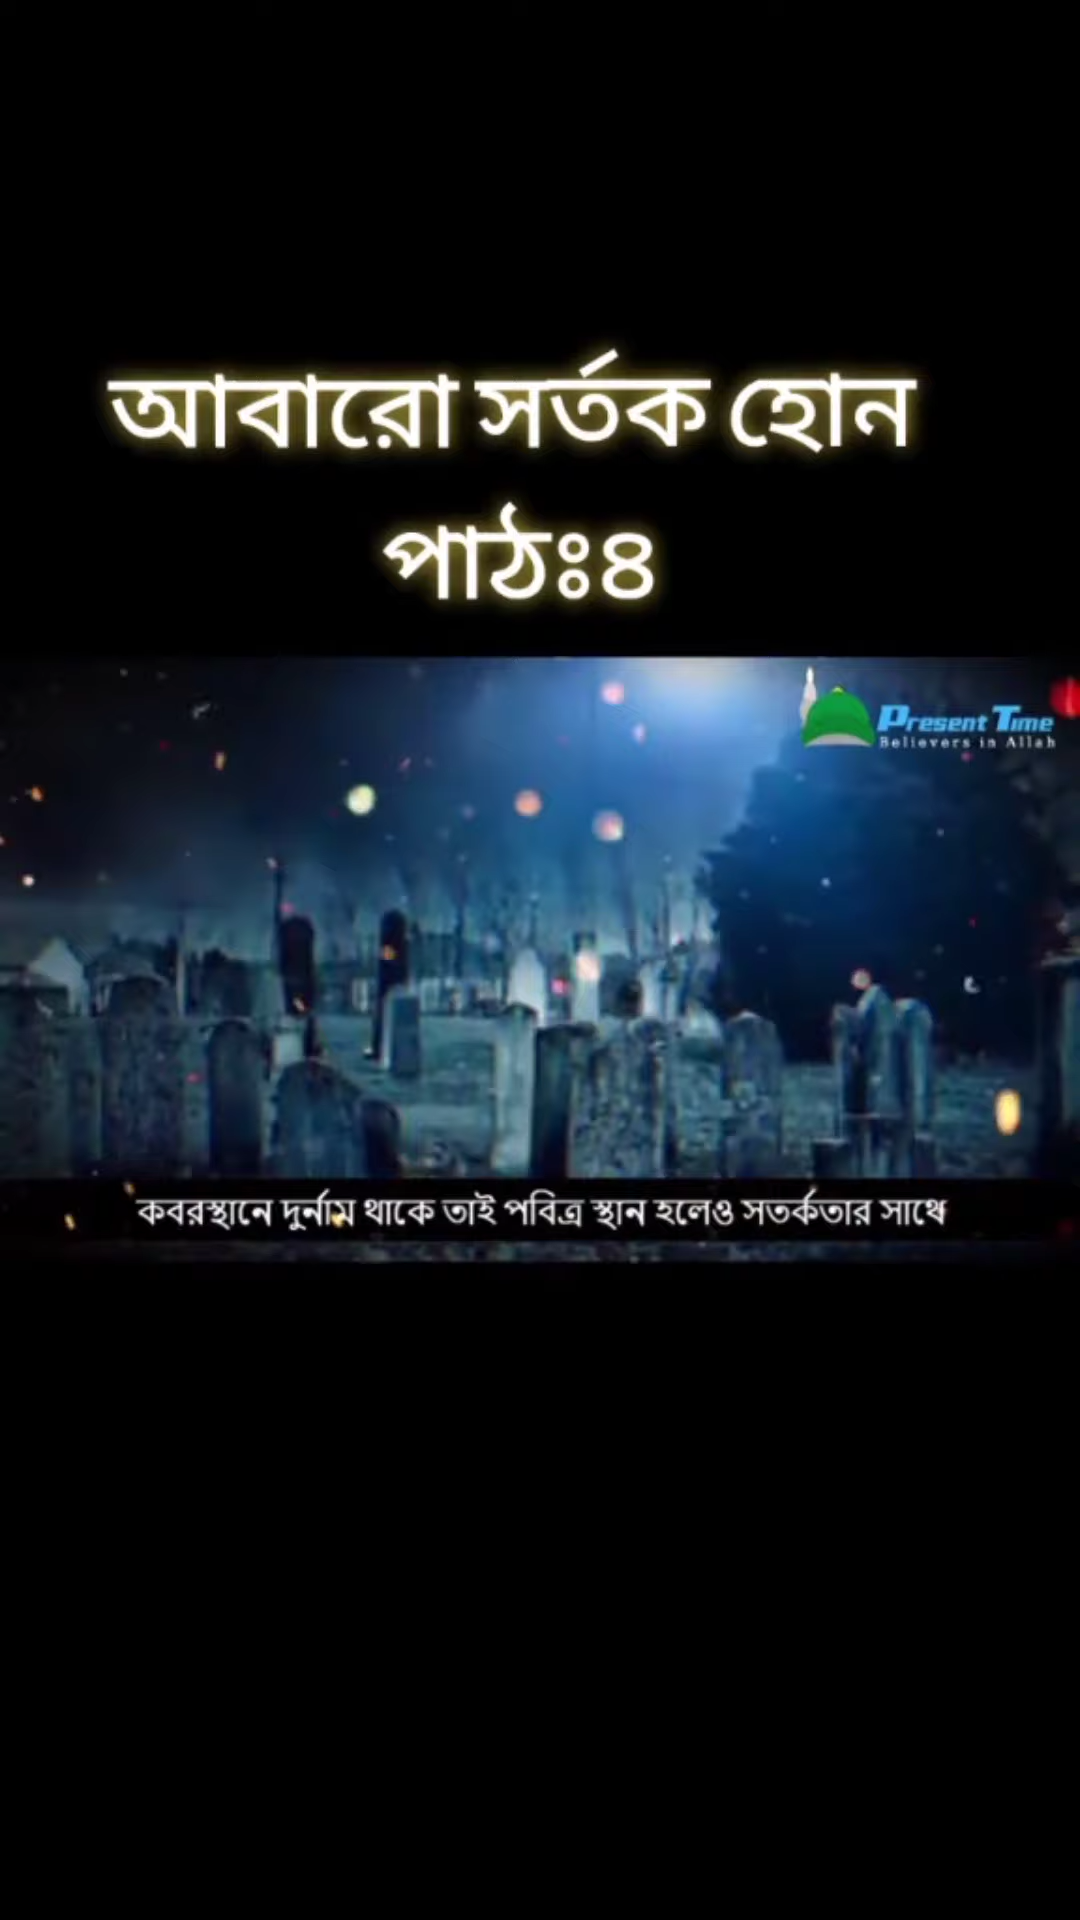 আবারো সর্তক হোন
পাঠঃ৪
Present Time
Believers in Allah
কবরস্থানে দুর্নাম থাকে তাই পবিত্র স্থান হলেও সতর্কতার সাথে